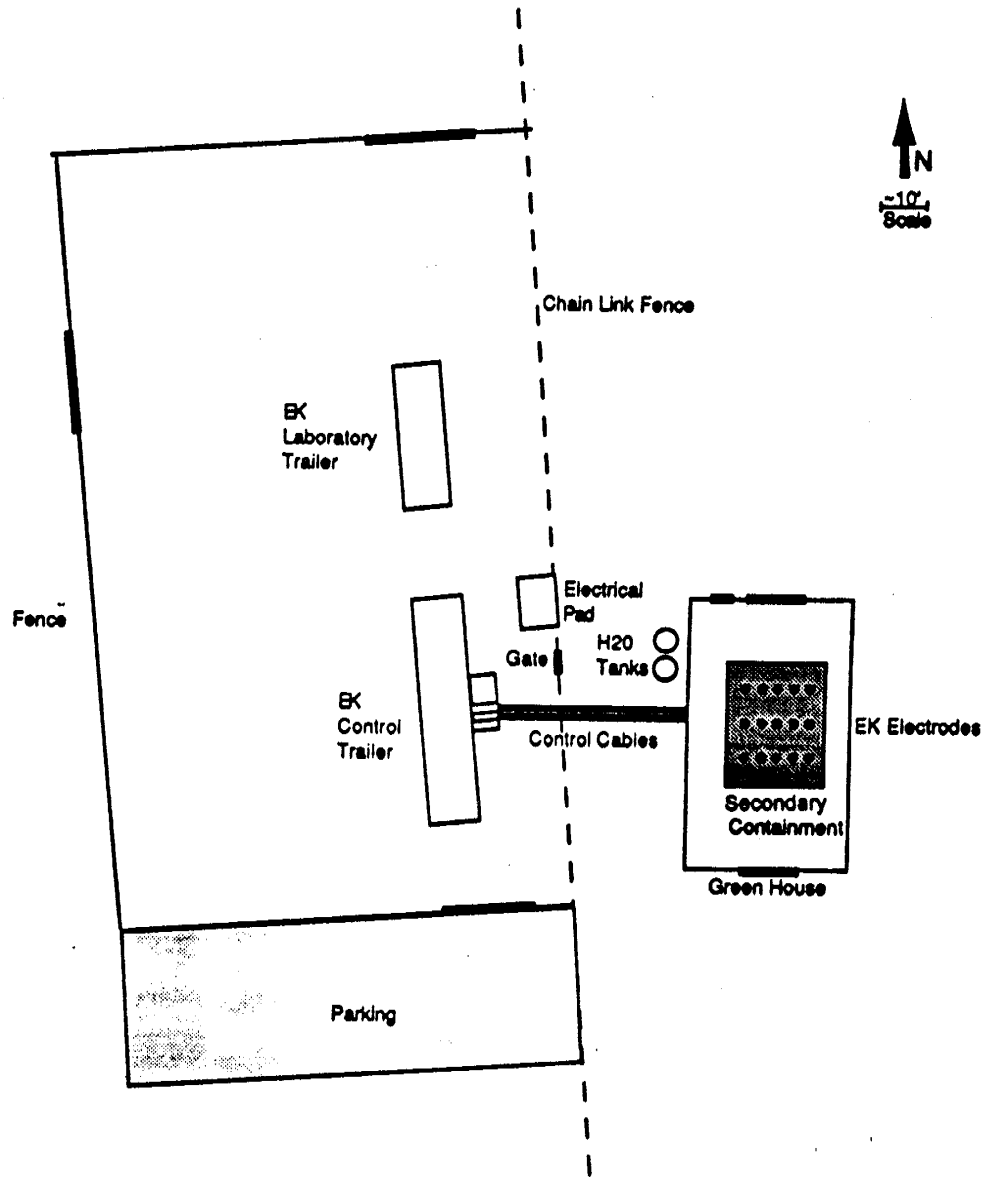 N
~10'
Scale
Chain Link Fence
EK
Laboratory
Trailer
Electrical
Pad
Fence
H20
Tanks
Gate
EK
Control
Trailer
Control Cables
EK Electrodes
Secondary
Containment
Green House
Parking